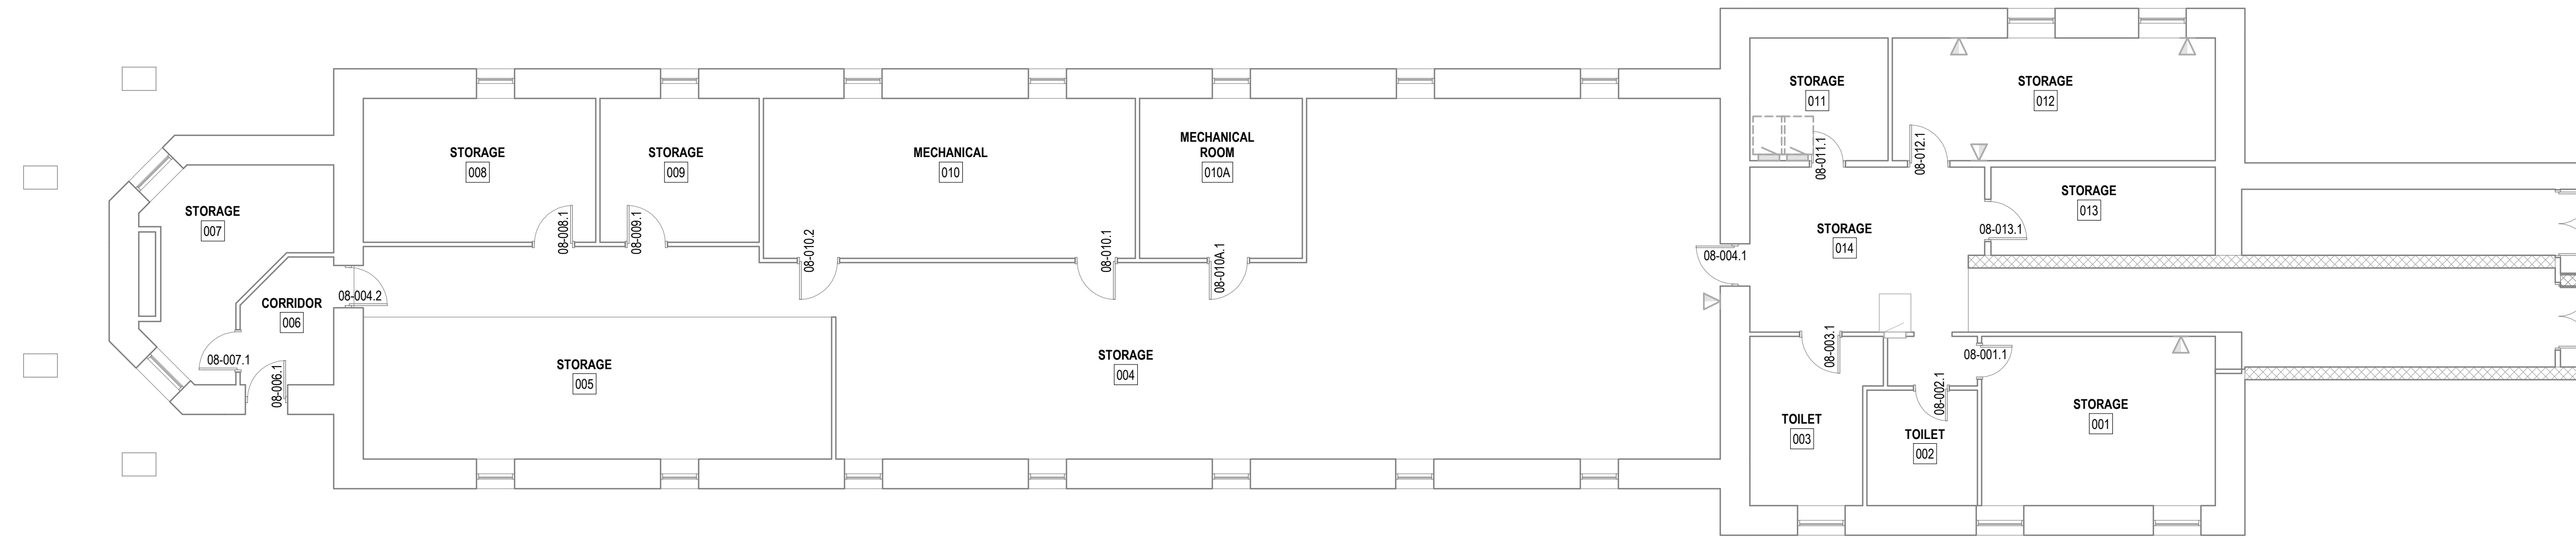 STORAGE
011
STORAGE
012
STORAGE
008
STORAGE
009
MECHANICAL
010
MECHANICAL
ROOM
010A
08-011.1
08-012.1
STORAGE
007
STORAGE
013
08-008.1
08-009.1
08-010.2
08-010.1
08-010A.1
STORAGE
014
08-013.1
08-004.1
CORRIDOR
006
08-004.2
08-007.1
08-006.1
STORAGE
005
STORAGE
004
08-003.1
08-001.1
08-002.1
TOILET
003
TOILET
002
STORAGE
001